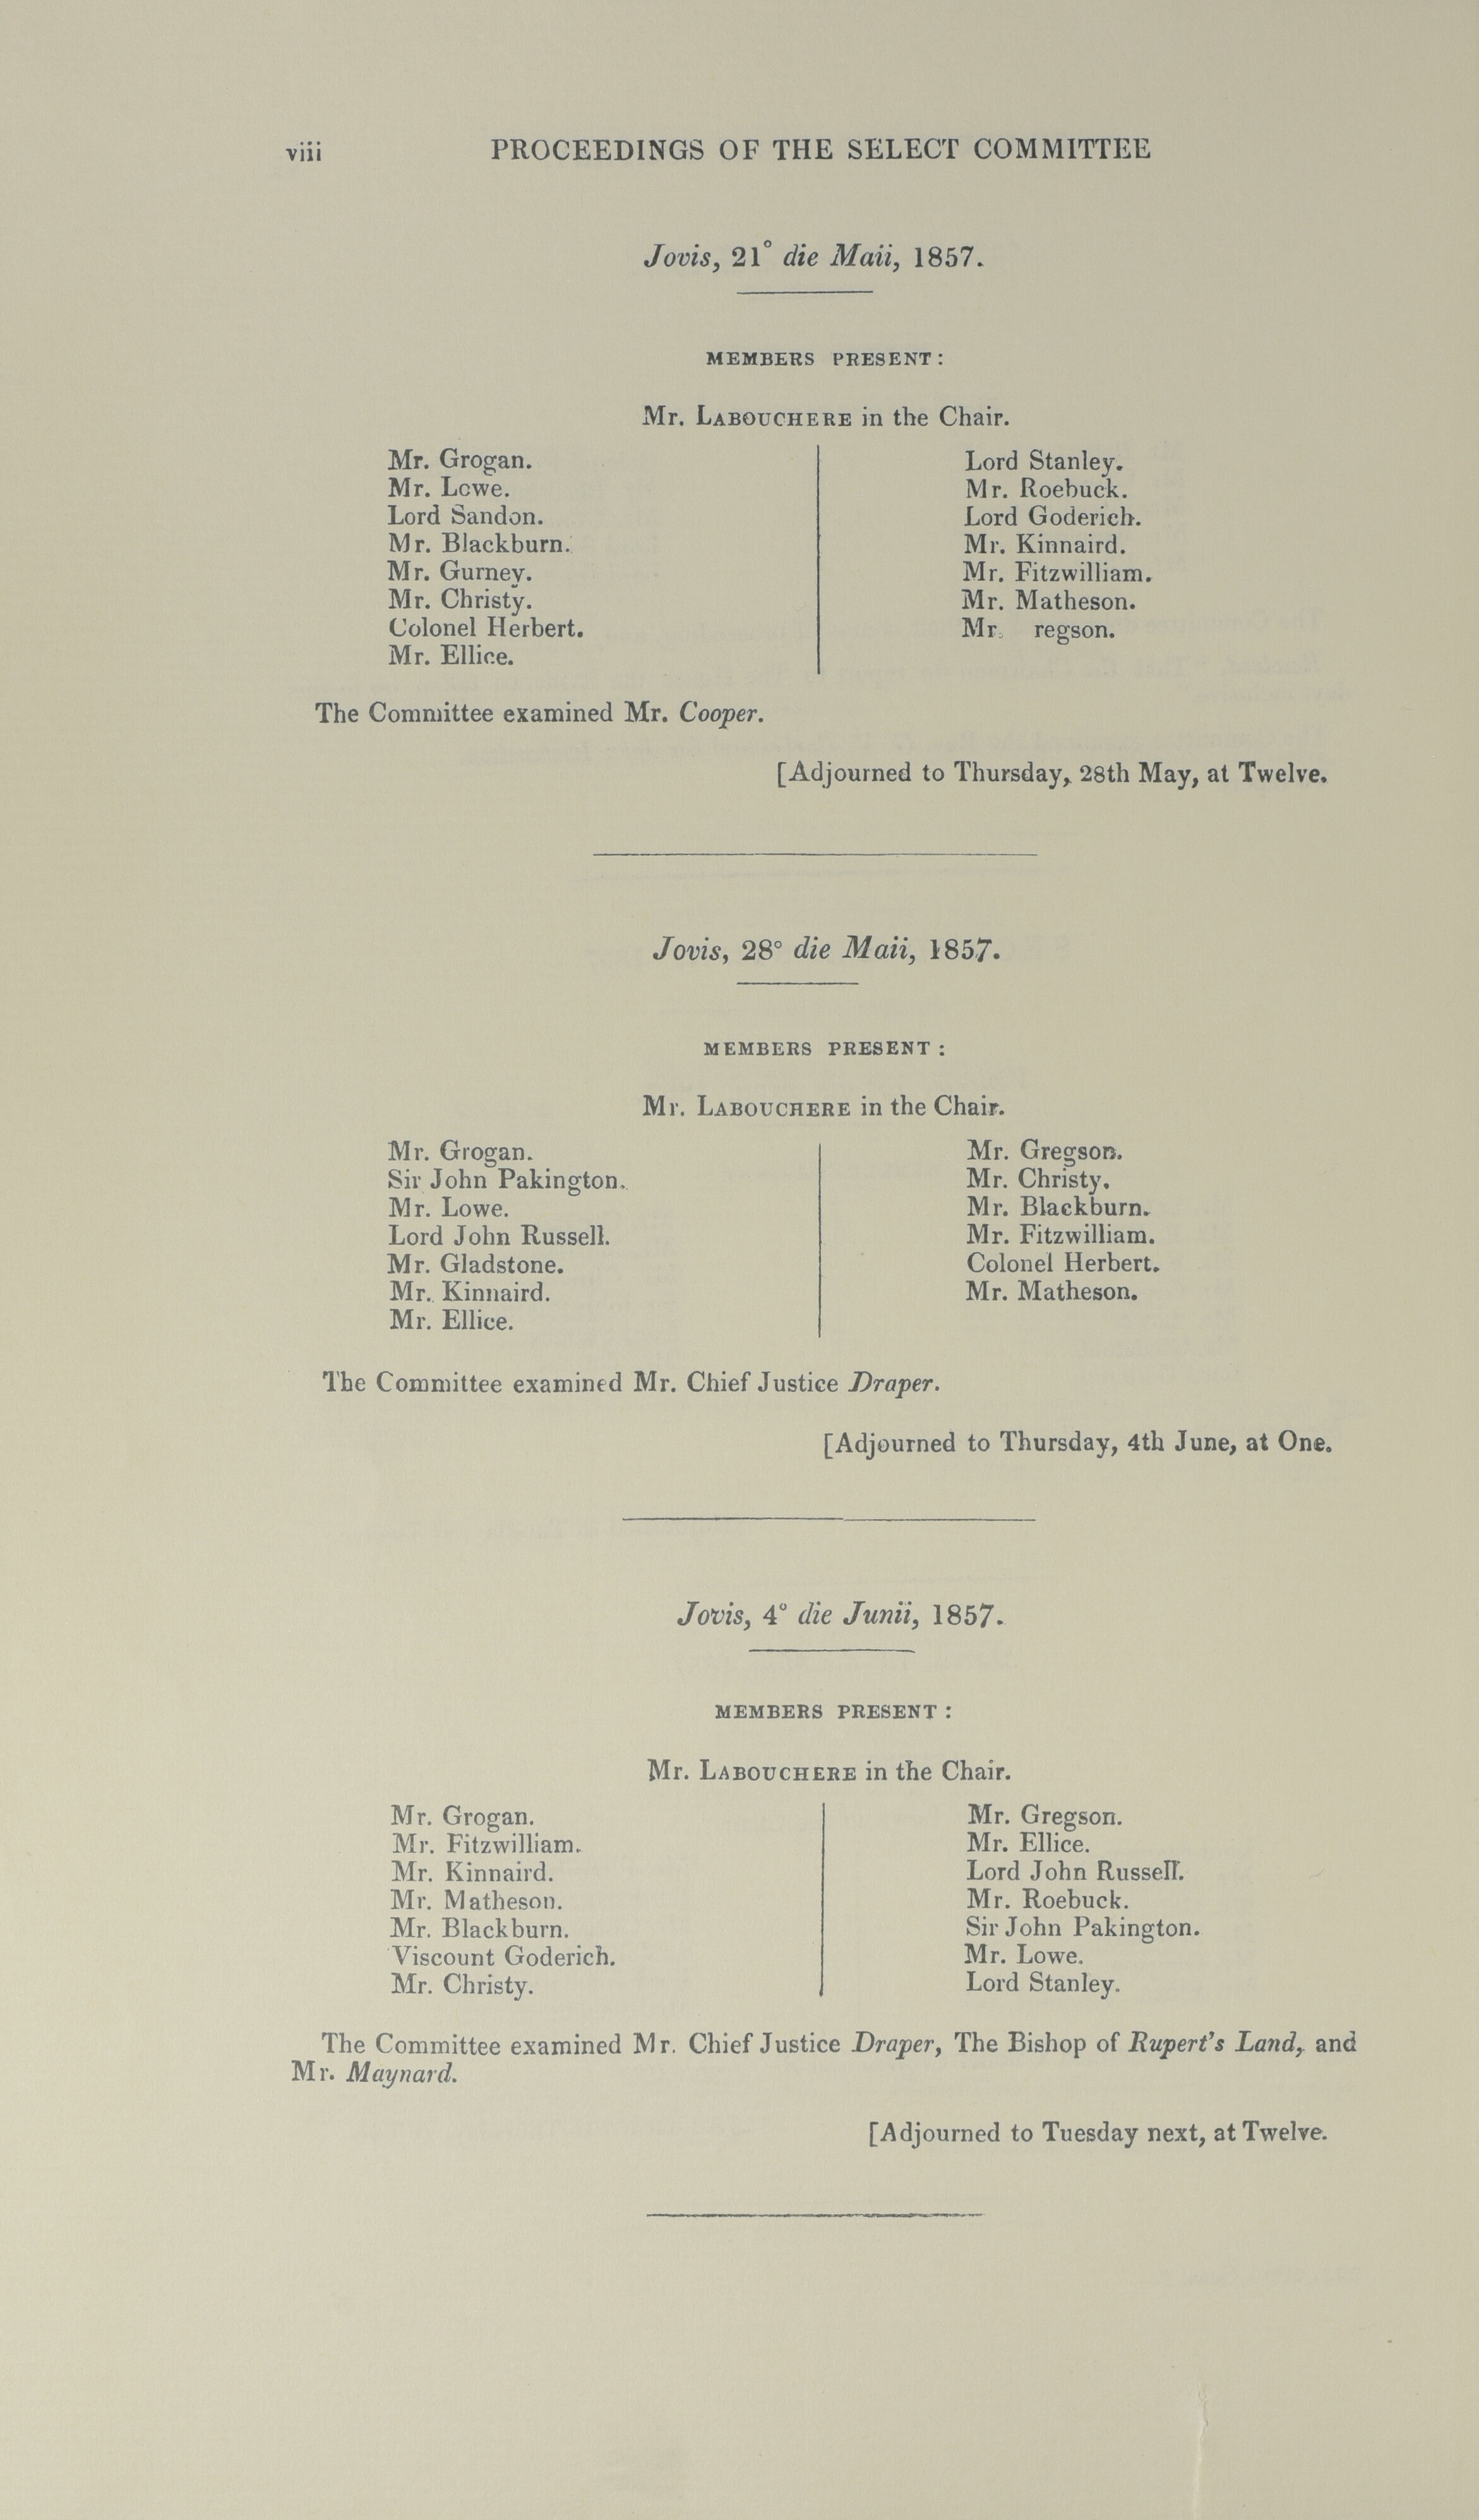 viii PROCEEDINGS OF THE SELECT COMMITTEE
Jovis, 21° die Maii, 1857.
MEMBERS PRESENT:
Mr. LABOUCHERE in the Chair.
Mr. Grogan.
Mr. Lowe.
Lord Sandon.
Mr. Blackburn.
Mr. Gurney.
Mr. Christy.
Colonel Herbert.
Mr. Ellice.
Lord Stanley.
Mr. Roebuck.
Lord Goderich.
Mr. Kinnaird.
Mr. Fitzwilliam.
Mr. Matheson.
Mr. regson.
The Committee examined Mr. Cooper.
[Adjourned to Thursday, 28th May, at Twelve.
Jovis, 28° die Maii, 1857.
MEMBERS PRESENT:
Mr. LABOUCHERE in the Chair.
Mr. Grogan.
Sir John Pakington.
Mr. Lowe.
Lord John Russell.
Mr. Gladstone.
Mr. Kinnaird.
Mr. Ellice.
Mr. Gregson.
Mr. Christy.
Mr. Blackburn.
Mr. Fitzwilliam.
Colonel Herbert.
Mr. Matheson.
The Committee examined Mr. Chief Justice Draper.
[Adjourned to Thursday, 4th June, at One.
Jovis, 4° die Junii, 1857.
MEMBERS PRESENT:
Mr. LABOUCHERE in the Chair.
Mr. Grogan.
Mr. Fitzwilliam.
Mr. Kinnaird.
Mr. Matheson.
Mr. Blackburn.
Viscount Goderich.
Mr. Christy.
Mr. Gregson.
Mr. Ellice.
Lord John Russell.
Mr. Roebuck.
Sir John Pakington.
Mr. Lowe.
Lord Stanley.
The Committee examined Mr. Chief Justice Draper, The Bishop of Rupert's Land, and
Mr. Maynard.
[Adjourned to Tuesday next, at Twelve.